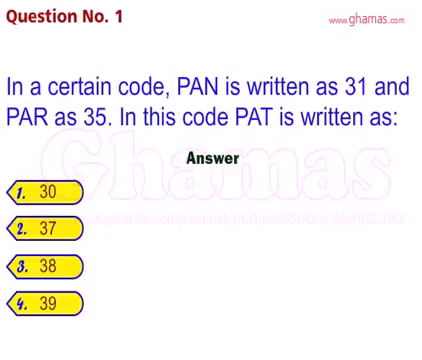 Question No. 1
www.ghamas.com
In a certain code, PAN is written as 31 and
PAR as 35. In this code PAT is written as:
Answer
Ghamas
1. 30
2. 37
3. 38
4. 39